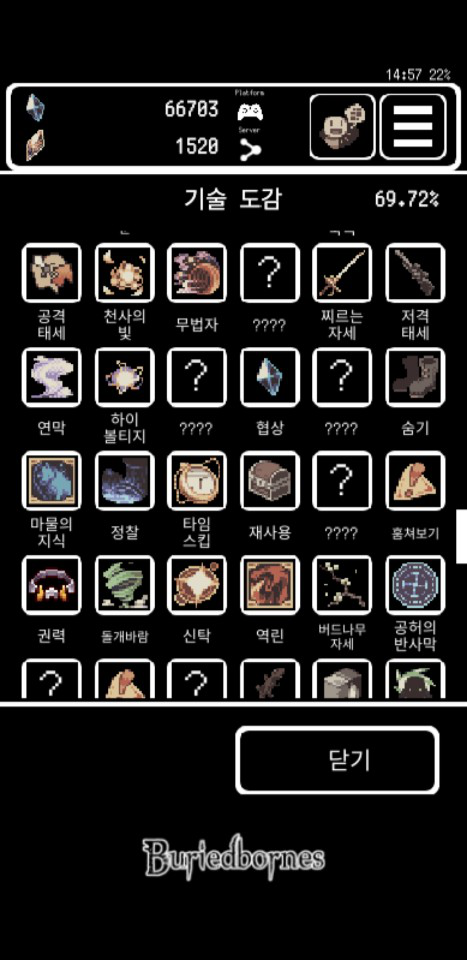 14:57 22%
66703
Platform
1520
Server
기술 도감
69.72%
공격
태세
천사의
빛
무법자
????
찌르는
자세
저격
태세
연막
하이
볼티지
????
협상
????
숨기
마물의
지식
정찰
타임
스킵
재사용
????
훔쳐보기
권력
돌개바람
신탁
역린
버드나무
자세
공허의
반사막
닫기
Buriedbornes